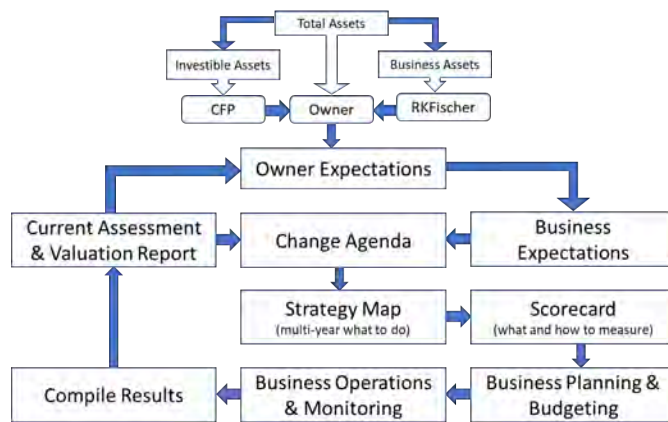 Total Assets
Investible Assets
Business Assets
CFP
Owner
RKFischer
Owner Expectations
Current Assessment
& Valuation Report
Change Agenda
Business
Expectations
Strategy Map
(multi-year what to do)
Scorecard
(what and how to measure)
Compile Results
Business Operations
& Monitoring
Business Planning &
Budgeting